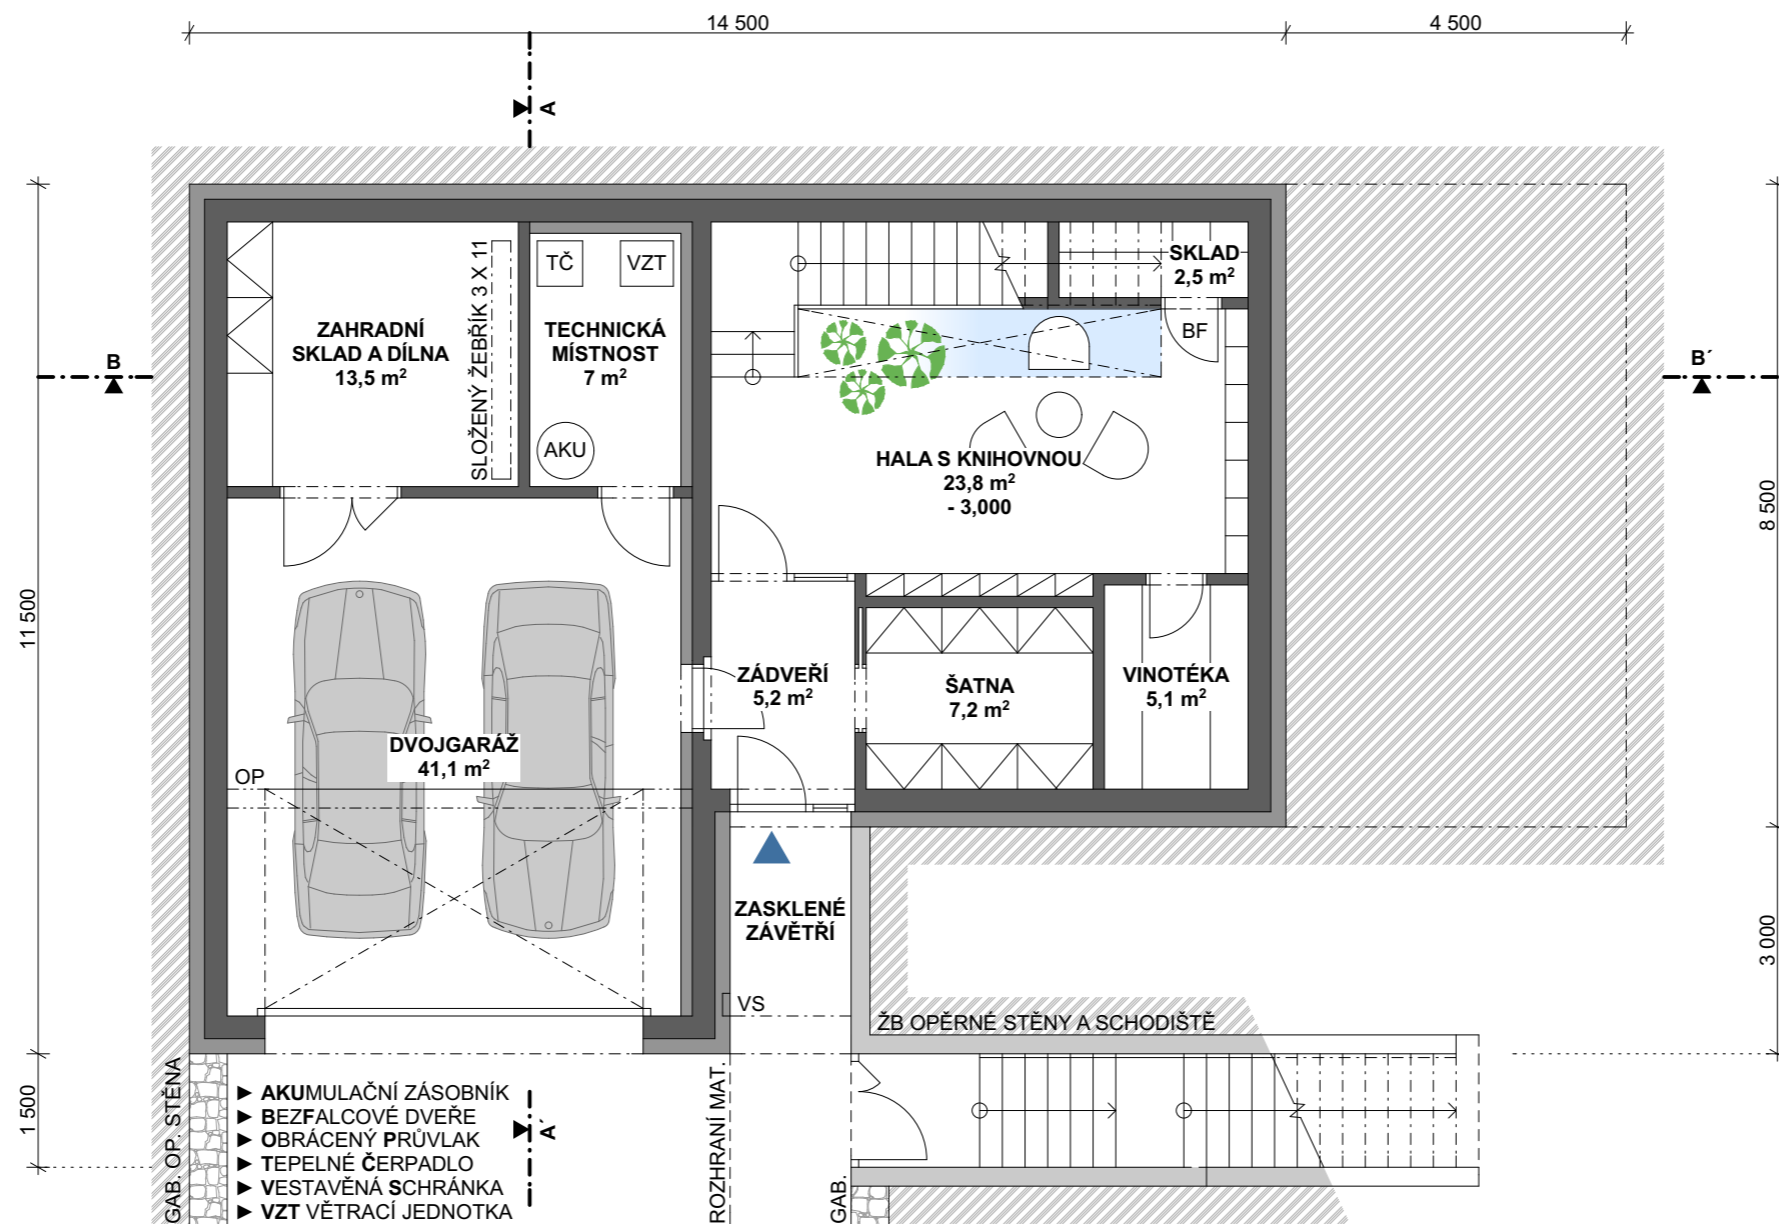 14 500
4 500
A
B
B´
11 500
8 500
3 000
1 500
ZAHRADNÍ
SKLAD A DÍLNA
13,5 m²
SLOŽENÝ ŽEBŘÍK 3 X 11
TČ
VZT
TECHNICKÁ
MÍSTNOST
7 m²
AKU
SKLAD
2,5 m²
BF
HALA S KNIHOVNOU
23,8 m²
- 3,000
ZÁDVEŘÍ
5,2 m²
ŠATNA
7,2 m²
VINOTÉKA
5,1 m²
DVOJGARÁŽ
41,1 m²
OP
ZASKLENÉ
ZÁVĚTŘÍ
VS
ŽB OPĚRNÉ STĚNY A SCHODIŠTĚ
GAB. OP. STĚNA
► AKUMULAČNÍ ZÁSOBNÍK
► BEZFALCOVÉ DVEŘE
► OBRÁCENÝ PRŮVLAK
► TEPELNÉ ČERPADLO
► VESTAVĚNÁ SCHRÁNKA
► VZT VĚTRACÍ JEDNOTKA
A´
ROZHRANÍ MAT.
GAB.